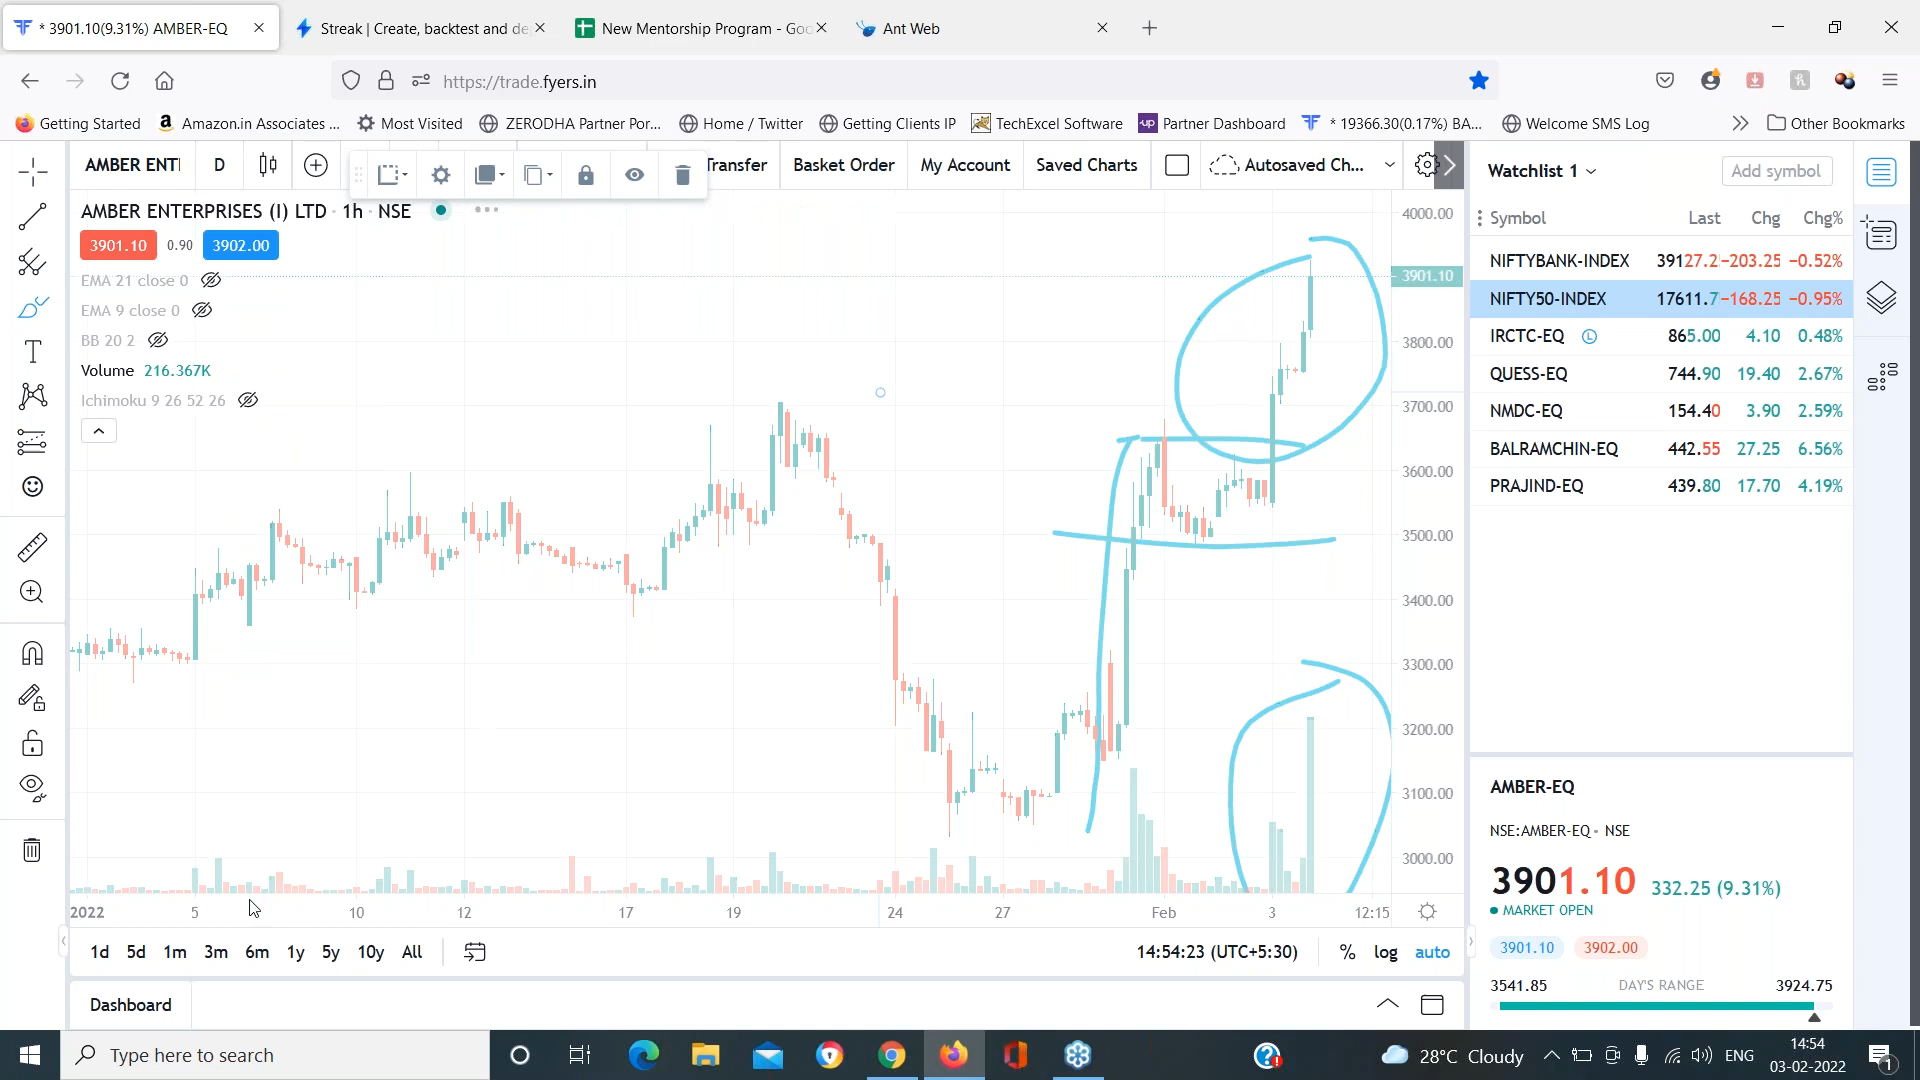 * 3901.10(9.31%) AMBER-EQ
Streak | Create, backtest and de
New Mentorship Program - Goo
Ant Web
https://trade.fyers.in
Getting Started
Amazon.in Associates ...
Most Visited
ZERODHA Partner Por...
Home / Twitter
Getting Clients IP
TechExcel Software
up Partner Dashboard
* 19366.30(0.17%) BA...
Welcome SMS Log
Other Bookmarks
AMBER ENTI
D
Transfer
Basket Order
My Account
Saved Charts
Autosaved Ch...
AMBER ENTERPRISES (I) LTD · 1h · NSE
3901.10 0.90 3902.00
EMA 21 close 0
EMA 9 close 0
BB 20 2
Volume 216.367K
Ichimoku 9 26 52 26
4000.00
3901.10
3800.00
3700.00
3600.00
3500.00
3400.00
3300.00
3200.00
3100.00
3000.00
2022 5 10 12 17 19 24 27 Feb 3 12:15
1d 5d 1m 3m 6m 1y 5y 10y All
14:54:23 (UTC+5:30) % log auto
Dashboard
Watchlist 1
Add symbol
Symbol Last Chg Chg%
NIFTYBANK-INDEX 39127.2 -203.25 -0.52%
NIFTY50-INDEX 17611.7 -168.25 -0.95%
IRCTC-EQ L 865.00 4.10 0.48%
QUESS-EQ 744.90 19.40 2.67%
NMDC-EQ 154.40 3.90 2.59%
BALRAMCHIN-EQ 442.55 27.25 6.56%
PRAJIND-EQ 439.80 17.70 4.19%
AMBER-EQ
NSE:AMBER-EQ · NSE
3901.10 332.25 (9.31%)
MARKET OPEN
3901.10 3902.00
3541.85 DAY'S RANGE 3924.75
Type here to search
28°C Cloudy
ENG
14:54
03-02-2022
1